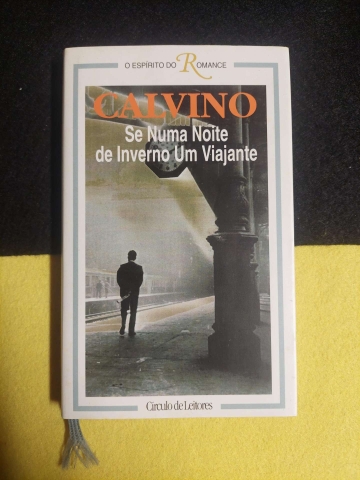 O ESPÍRITO DO ROMANCE
CALVINO
Se Numa Noite
de Inverno Um Viajante
Círculo de Leitores